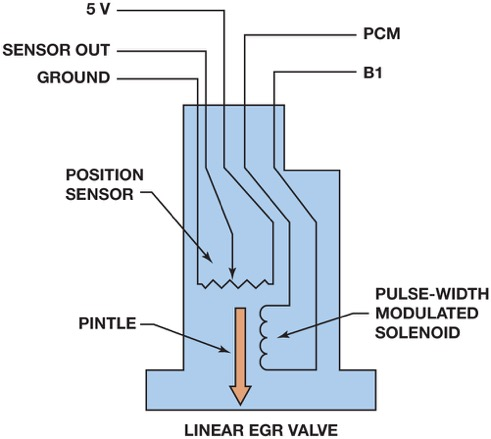 5 V
SENSOR OUT
GROUND
PCM
B1
POSITION
SENSOR
PULSE-WIDTH
MODULATED
SOLENOID
PINTLE
LINEAR EGR VALVE